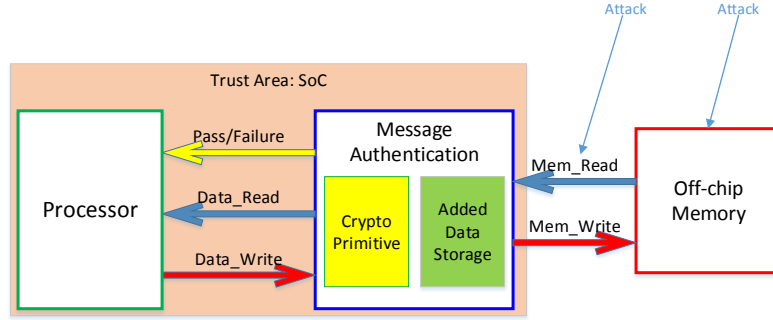 Attack
Attack
Trust Area: SoC
Processor
Pass/Failure
Data_Read
Data_Write
Message
Authentication
Crypto
Primitive
Added
Data
Storage
Mem_Read
Mem_Write
Off-chip
Memory